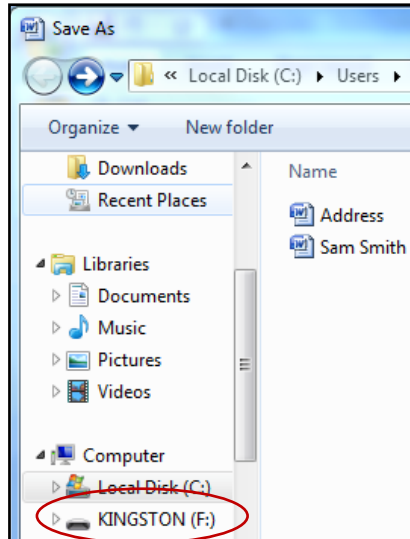 Save As
« Local Disk (C:) ▸ Users ▸
Organize ▾ New folder
Downloads
Recent Places
Libraries
Documents
Music
Pictures
Videos
Computer
Local Disk (C:)
KINGSTON (F:)
Name
Address
Sam Smith